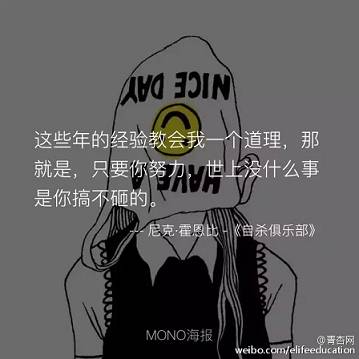 NICE DAY
HAVE A
这些年的经验教会我一个道理，那
就是，只要你努力，世上没什么事
是你搞不砸的。
--- 尼克·霍恩比 -《自杀俱乐部》
MONO海报
@青杏网
weibo.com/elifeeducation